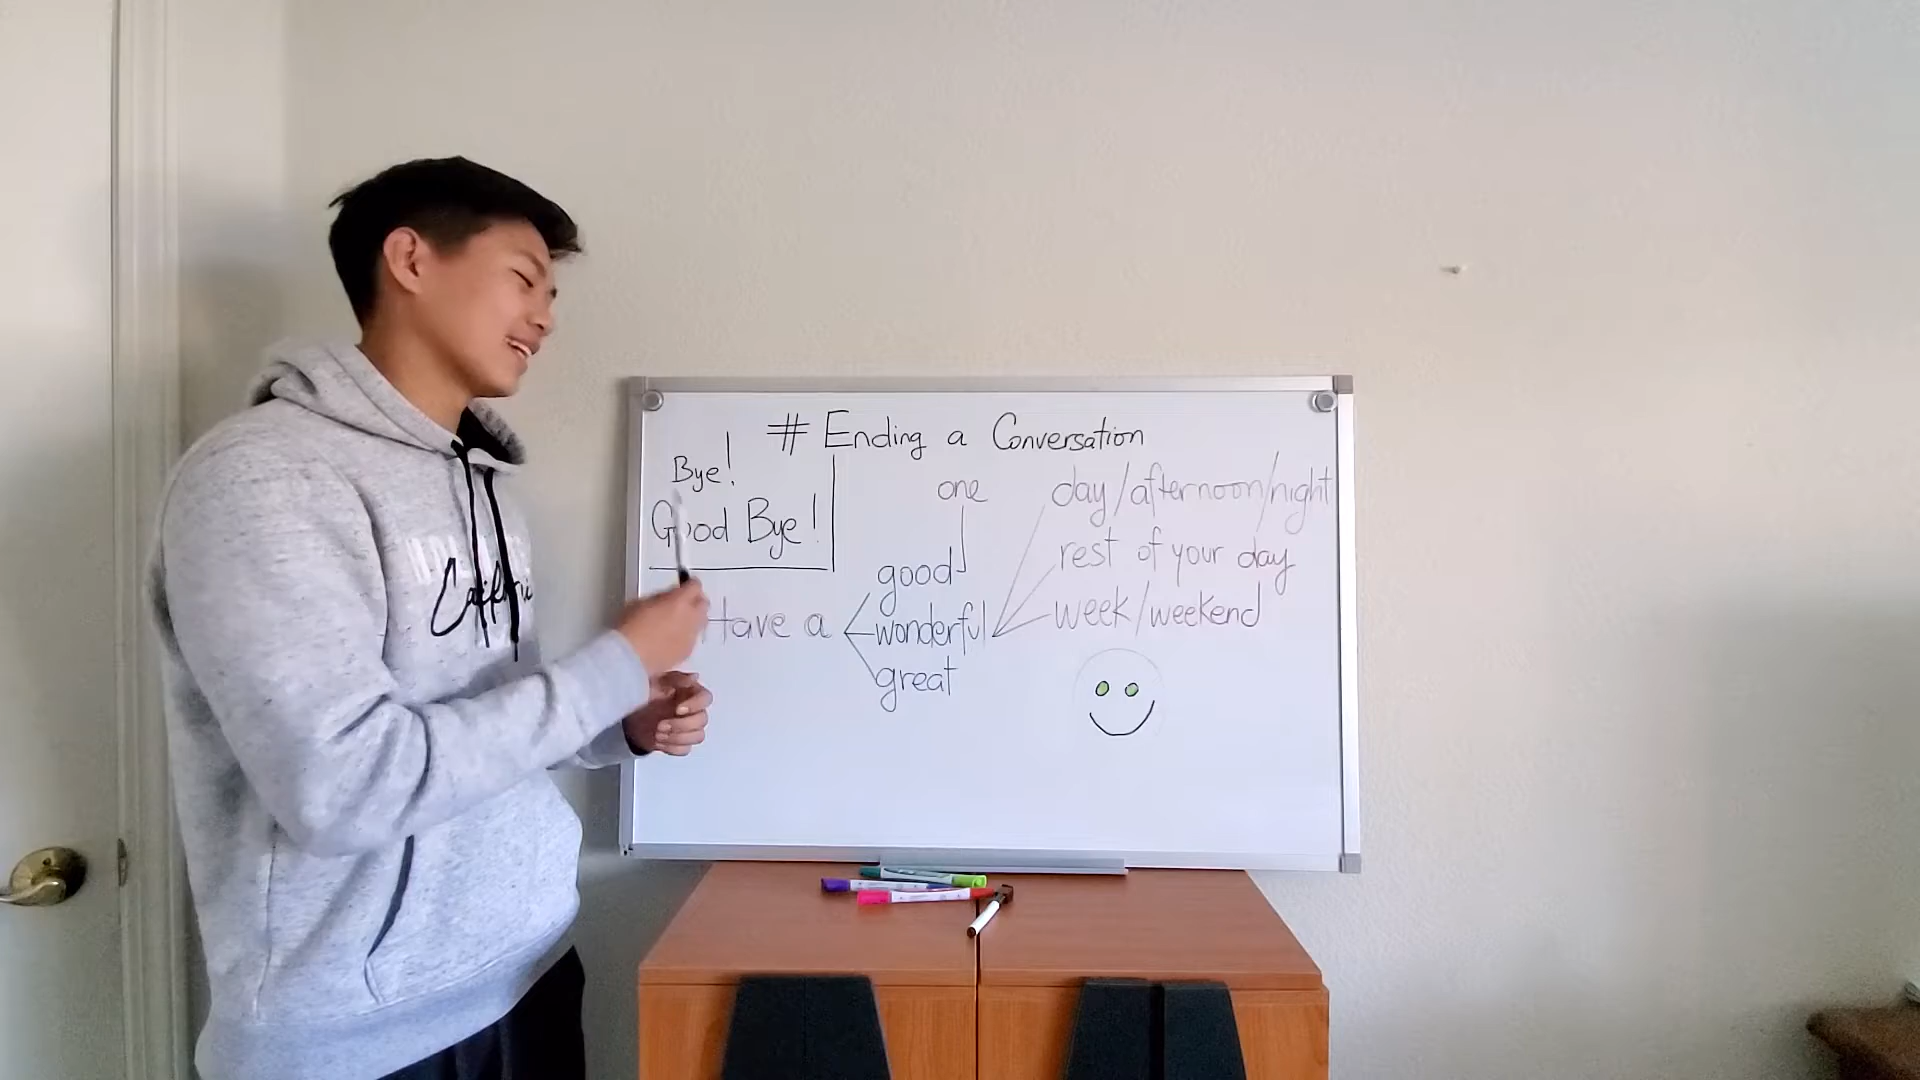 # Ending a Conversation
Bye!
Good Bye!
Have a
good
wonderful
great
one
day/afternoon/night
rest of your day
week/weekend